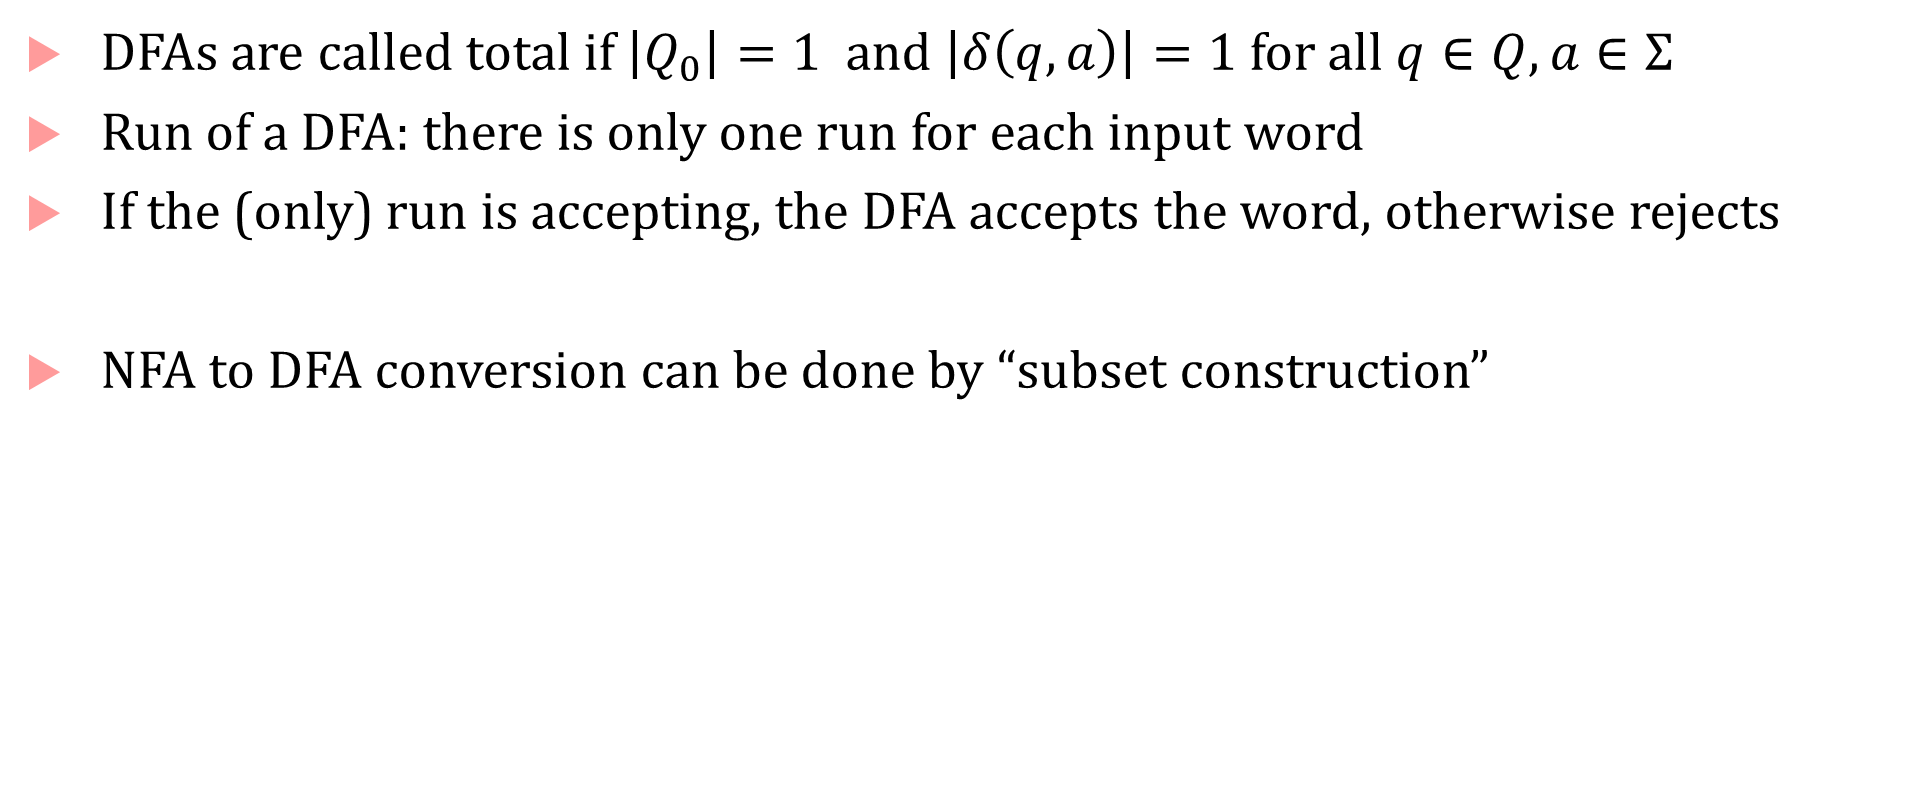 DFAs are called total if |Q₀| = 1 and |δ(q, a)| = 1 for all q ∈ Q, a ∈ Σ
Run of a DFA: there is only one run for each input word
If the (only) run is accepting, the DFA accepts the word, otherwise rejects
NFA to DFA conversion can be done by “subset construction”